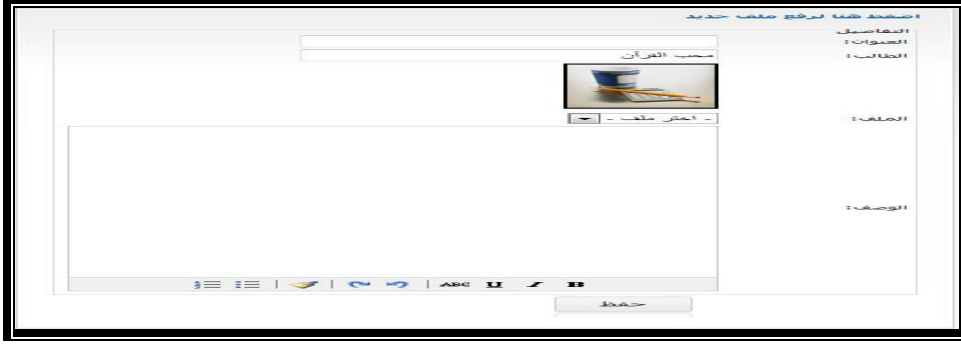 اضغط هنا لرفع ملف جديد
التفاصيل
العنوان:
الطالب: محب القرآن
الملف: - اختر ملف -
الوصف:
B I U ABC
حفظ